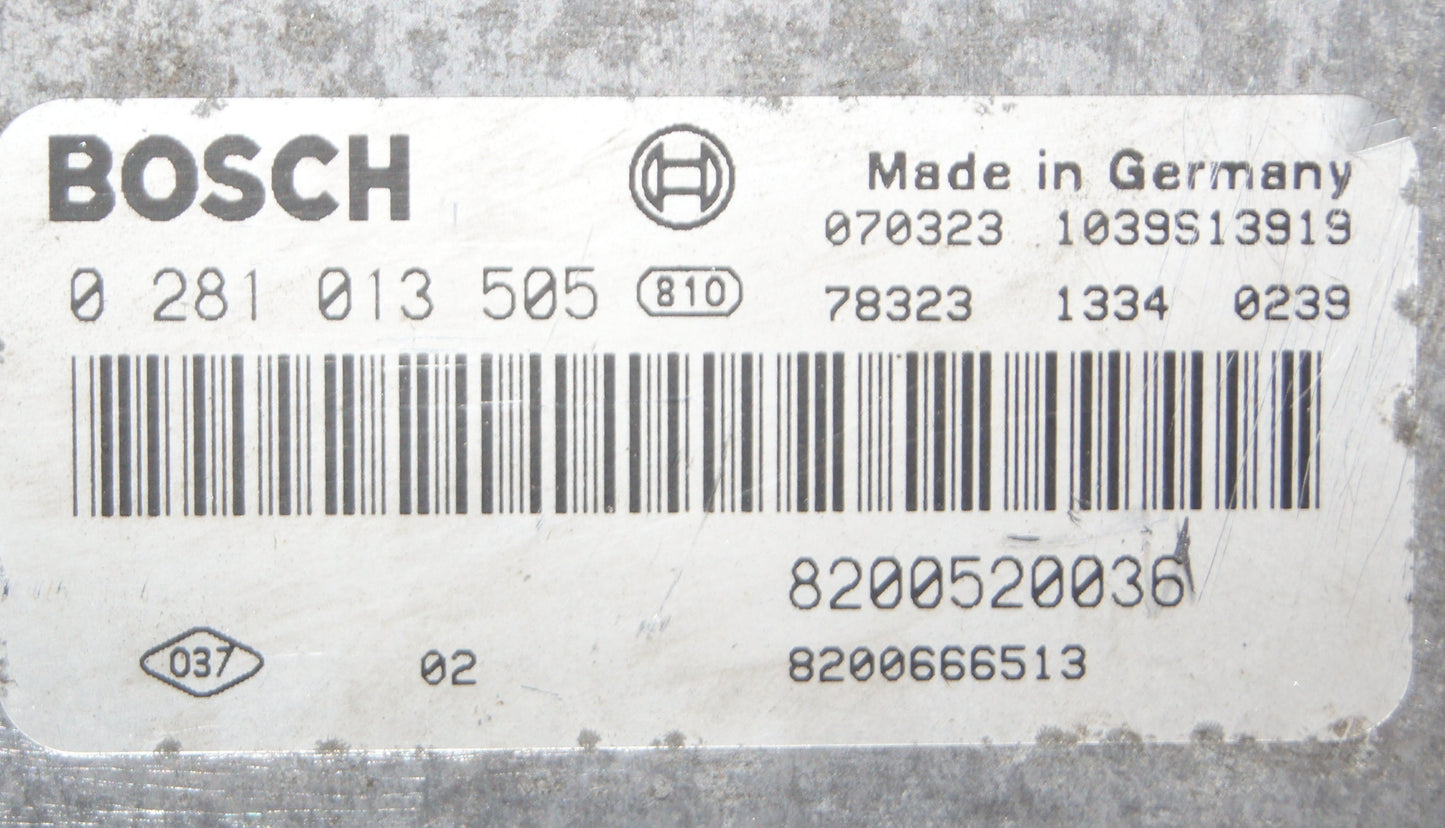 BOSCH
Made in Germany
070323 1039S13919
0 281 013 505 810
78323 1334 0239
8200520036
037 02 8200666513